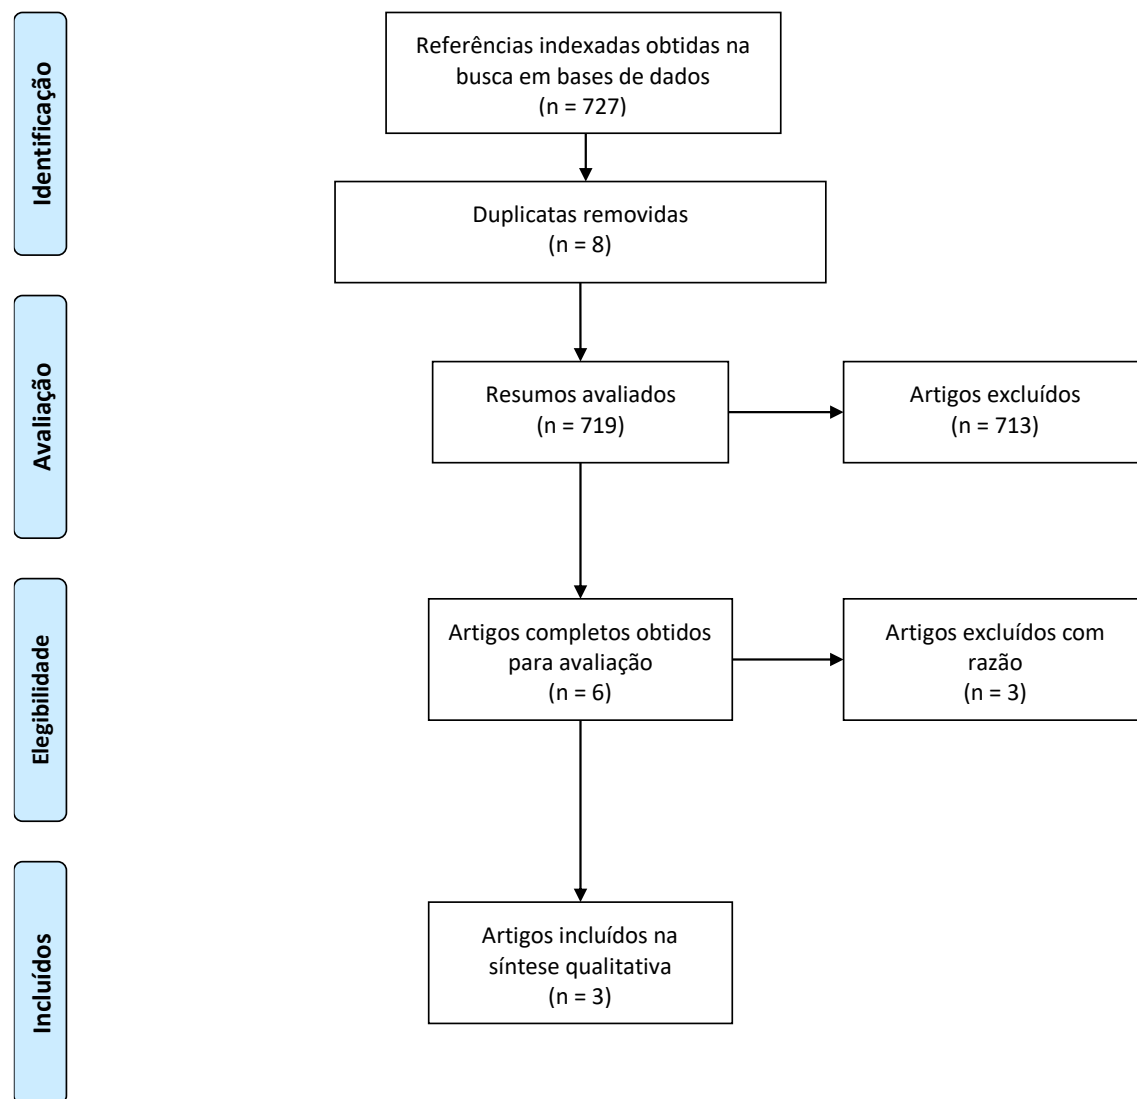 Identificação
Referências indexadas obtidas na
busca em bases de dados
(n = 727)
Duplicatas removidas
(n = 8)
Avaliação
Resumos avaliados
(n = 719)
Artigos excluídos
(n = 713)
Elegibilidade
Artigos completos obtidos
para avaliação
(n = 6)
Artigos excluídos com
razão
(n = 3)
Incluídos
Artigos incluídos na
síntese qualitativa
(n = 3)